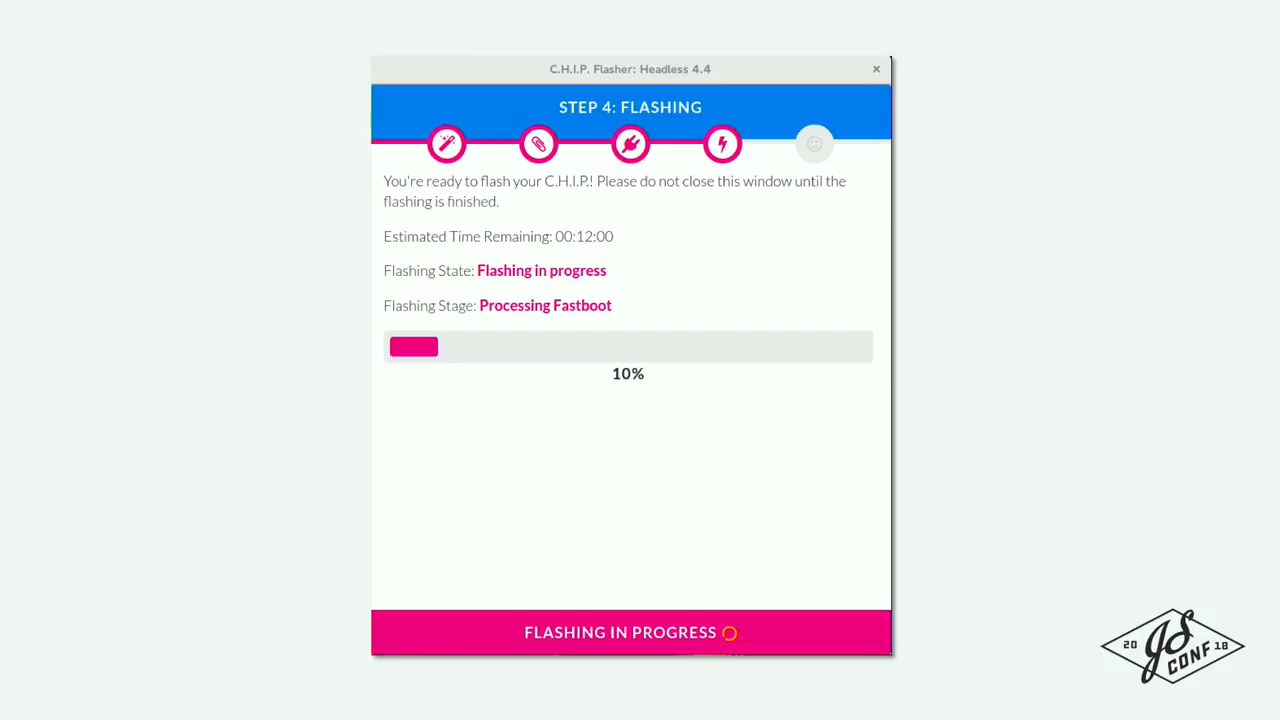 C.H.I.P. Flasher: Headless 4.4
STEP 4: FLASHING
You're ready to flash your C.H.I.P.! Please do not close this window until the
flashing is finished.
Estimated Time Remaining: 00:12:00
Flashing State: Flashing in progress
Flashing Stage: Processing Fastboot
10%
FLASHING IN PROGRESS
20 JS 18
CONF